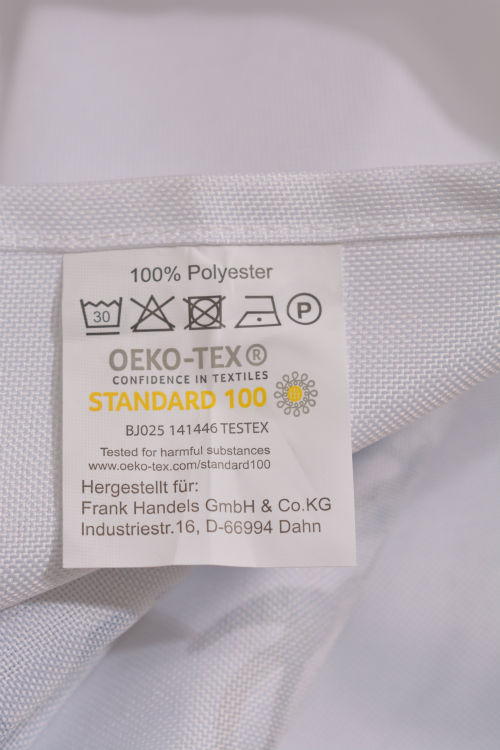 100% Polyester
30 P
OEKO-TEX®
CONFIDENCE IN TEXTILES
STANDARD 100
BJ025 141446 TESTEX
Tested for harmful substances
www.oeko-tex.com/standard100
Hergestellt für:
Frank Handels GmbH & Co.KG
Industriestr.16, D-66994 Dahn